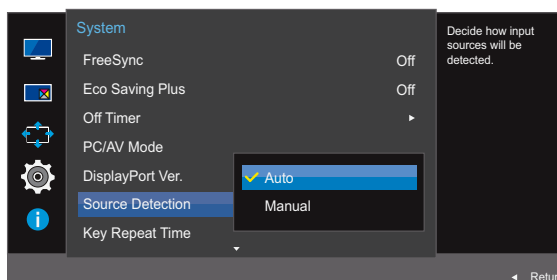 System
FreeSync Off
Eco Saving Plus Off
Off Timer
PC/AV Mode
DisplayPort Ver.
Source Detection
Key Repeat Time
Auto
Manual
Decide how input
sources will be
detected.
Retur